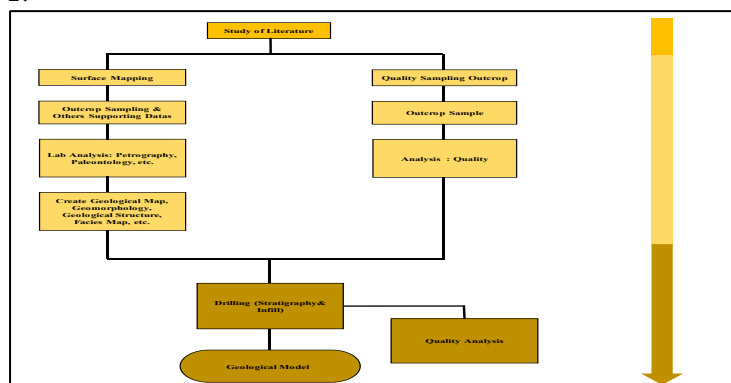 Study of Literature
Surface Mapping
Outcrop Sampling &
Others Supporting Datas
Lab Analysis: Petrography,
Paleontology, etc.
Create Geological Map,
Geomorphology,
Geological Structure,
Facies Map, etc.
Quality Sampling Outcrop
Outcrop Sample
Analysis : Quality
Drilling (Stratigraphy&
Infill)
Quality Analysis
Geological Model